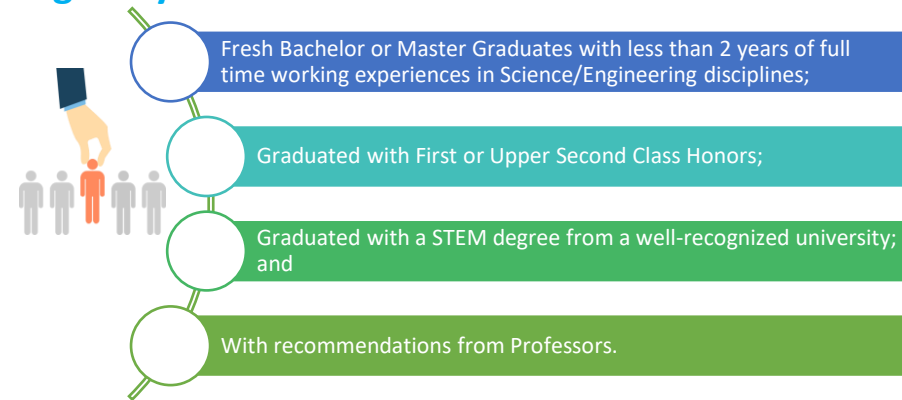 Fresh Bachelor or Master Graduates with less than 2 years of full
time working experiences in Science/Engineering disciplines;
Graduated with First or Upper Second Class Honors;
Graduated with a STEM degree from a well-recognized university;
and
With recommendations from Professors.